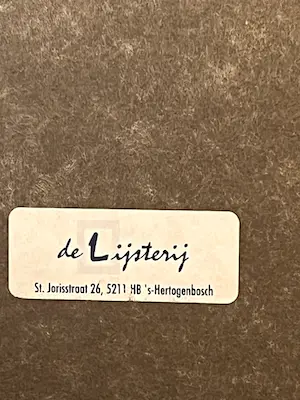 de Lijsterij
St. Jorisstraat 26, 5211 HB 's-Hertogenbosch